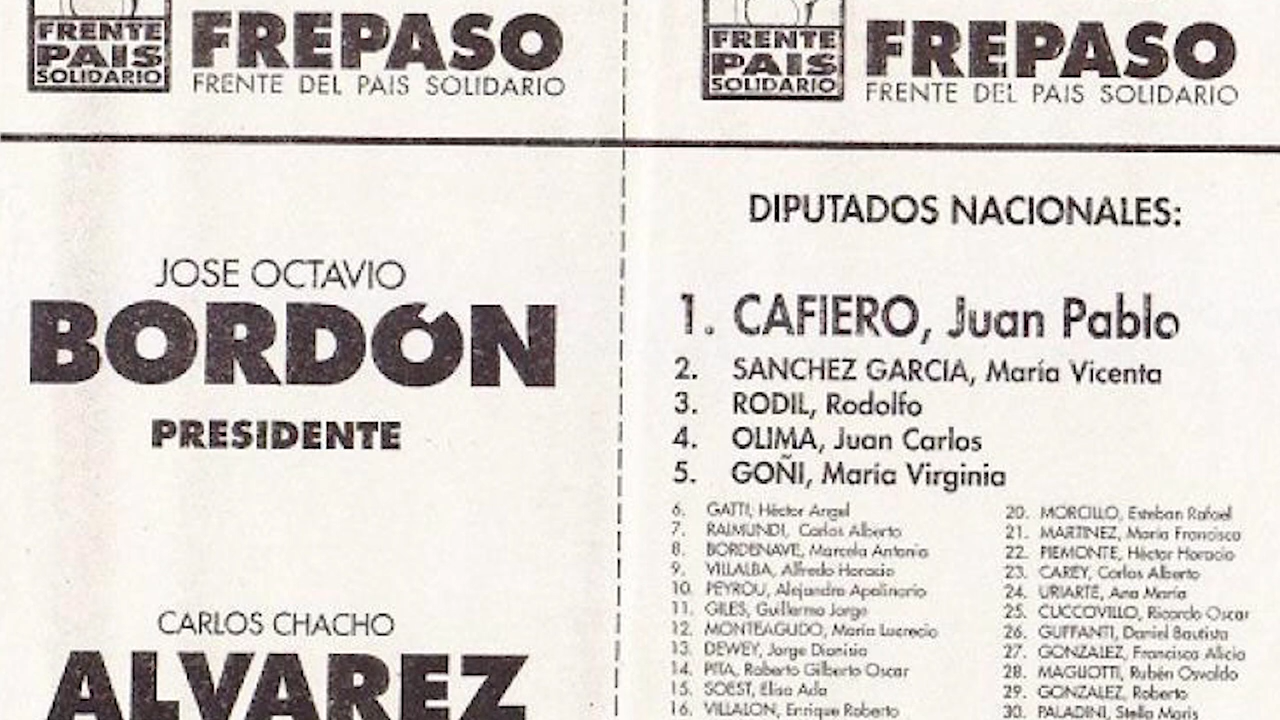 FRENTE
PAIS
SOLIDARIO
FREPASO
FRENTE DEL PAIS SOLIDARIO
JOSE OCTAVIO
BORDÓN
PRESIDENTE
CARLOS CHACHO
ALVAREZ
FRENTE
PAIS
SOLIDARIO
FREPASO
FRENTE DEL PAIS SOLIDARIO
DIPUTADOS NACIONALES:
1. CAFIERO, Juan Pablo
2. SANCHEZ GARCIA, María Vicenta
3. RODIL, Rodolfo
4. OLIMA, Juan Carlos
5. GOÑI, María Virginia
6. GATTI, Héctor Angel
7. RAIMUNDI, Carlos Alberto
8. BORDENAVE, Marcela Antonia
9. VILLALBA, Alfredo Horacio
10. PEYROU, Alejandro Apolinario
11. GILES, Guillermo Jorge
12. MONTEAGUDO, María Lucrecia
13. DEWEY, Jorge Dionisio
14. PITA, Roberto Gilberto Oscar
15. SOEST, Elisa Ada
16. VILLALON, Enrique Roberto
20. MORCILLO, Esteban Rafael
21. MARTINEZ, María Francisca
22. PIEMONTE, Héctor Horacio
23. CAREY, Carlos Alberto
24. URIARTE, Ana María
25. CUCCOVILLO, Ricardo Oscar
26. GUFFANTI, Daniel Bautista
27. GONZALEZ, Francisca Alicia
28. MAGLIOTTI, Rubén Osvaldo
29. GONZALEZ, Roberto
30. PALADINI, Stella Maris